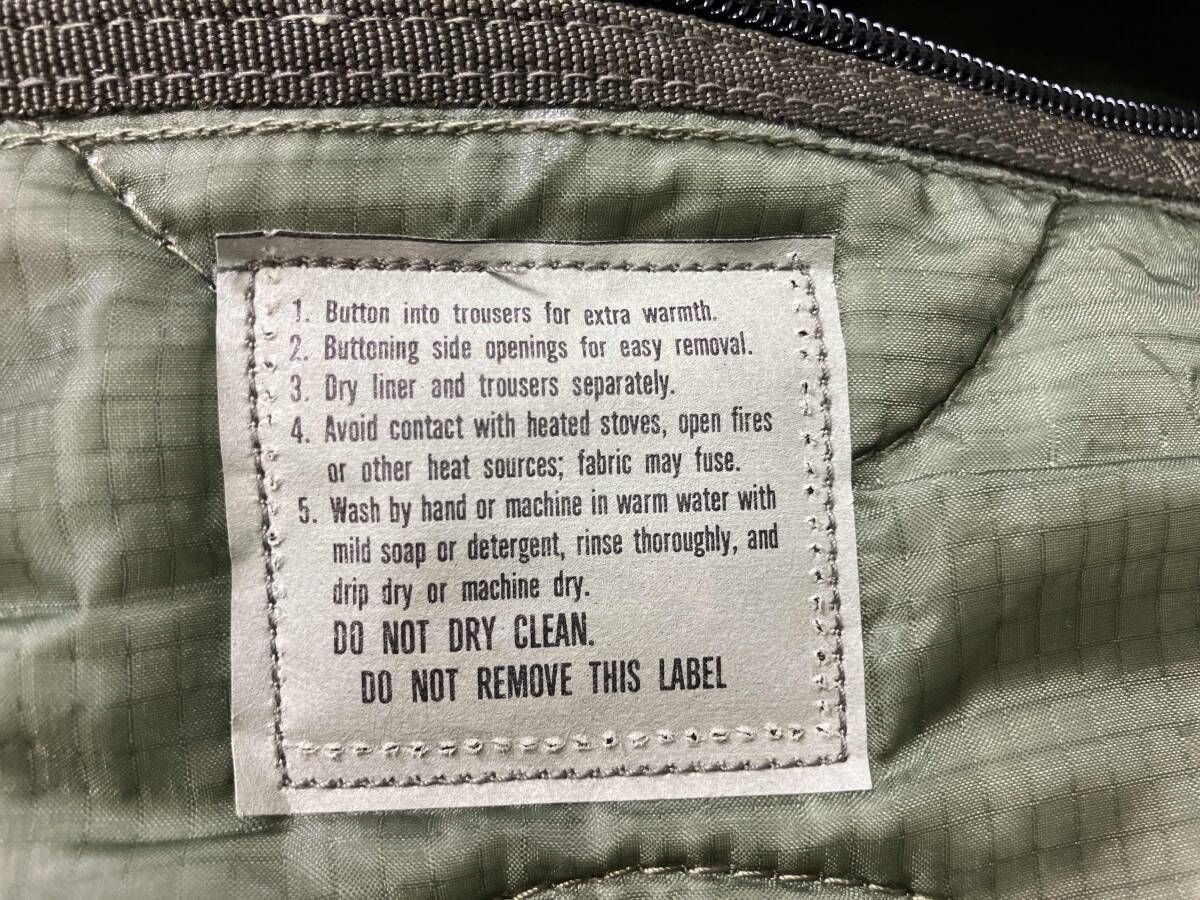 1. Button into trousers for extra warmth.
2. Buttoning side openings for easy removal.
3. Dry liner and trousers separately.
4. Avoid contact with heated stoves, open fires
or other heat sources; fabric may fuse.
5. Wash by hand or machine in warm water with
mild soap or detergent, rinse thoroughly, and
drip dry or machine dry.
DO NOT DRY CLEAN.
DO NOT REMOVE THIS LABEL